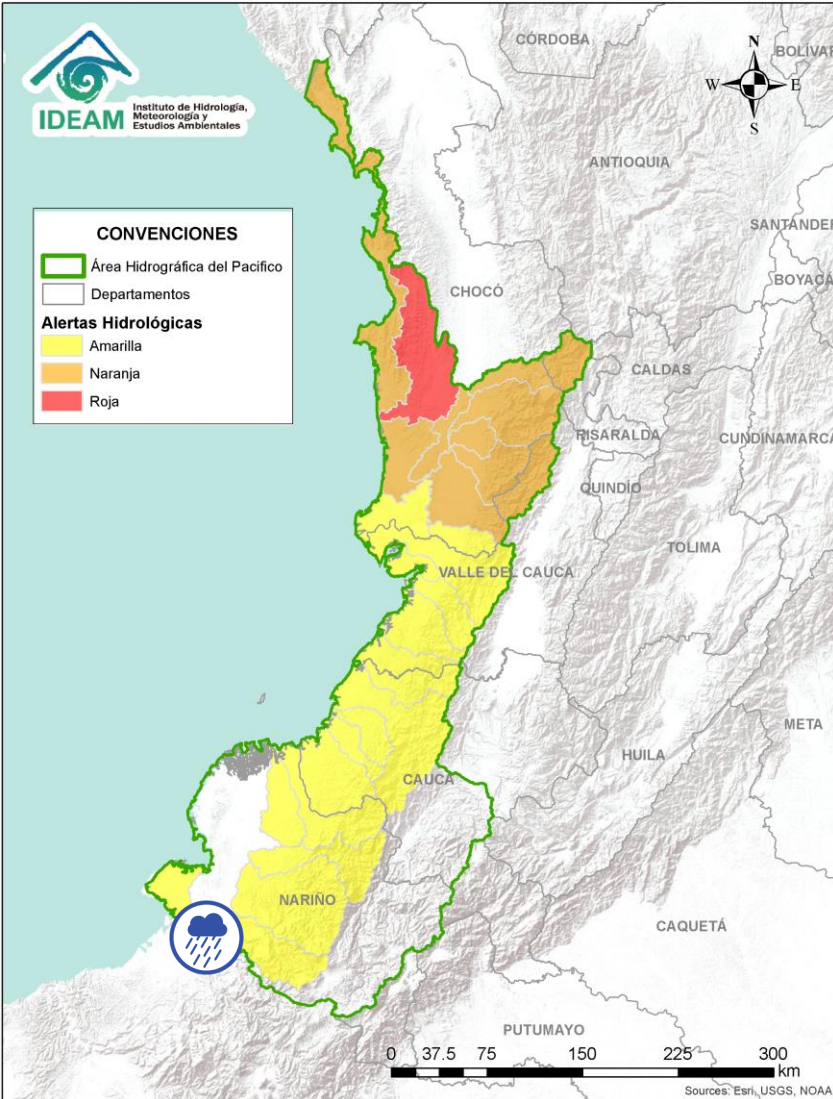 IDEAM
Instituto de Hidrología,
Meteorología y
Estudios Ambientales
CÓRDOBA
BOLÍVAR
N
W
E
S
ANTIOQUIA
SANTANDER
CONVENCIONES
Área Hidrográfica del Pacifico
Departamentos
Alertas Hidrológicas
Amarilla
Naranja
Roja
CHOCÓ
BOYACÁ
CALDAS
RISARALDA
CUNDINAMARCA
QUINDÍO
TOLIMA
VALLE DEL CAUCA
META
HUILA
CAUCA
NARIÑO
CAQUETÁ
PUTUMAYO
0 37.5 75 150 225 300
km
Sources: Esri, USGS, NOAA